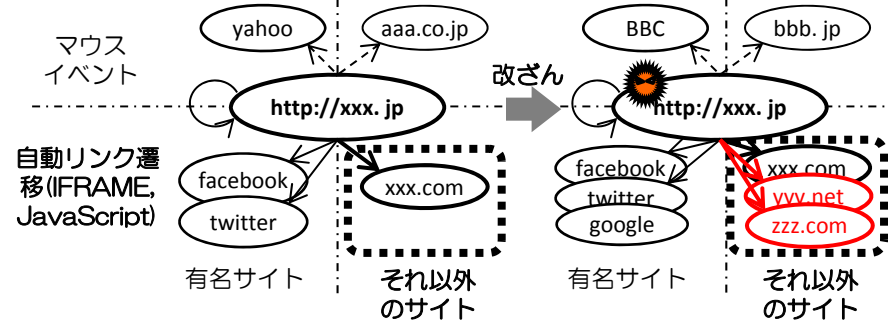 マウス
イベント
yahoo
aaa.co.jp
http://xxx. jp
自動リンク遷
移(IFRAME,
JavaScript)
facebook
twitter
xxx.com
有名サイト
それ以外
のサイト
改ざん
BBC
bbb. jp
http://xxx. jp
facebook
twitter
google
xxx.com
yyy.net
zzz.com
有名サイト
それ以外
のサイト